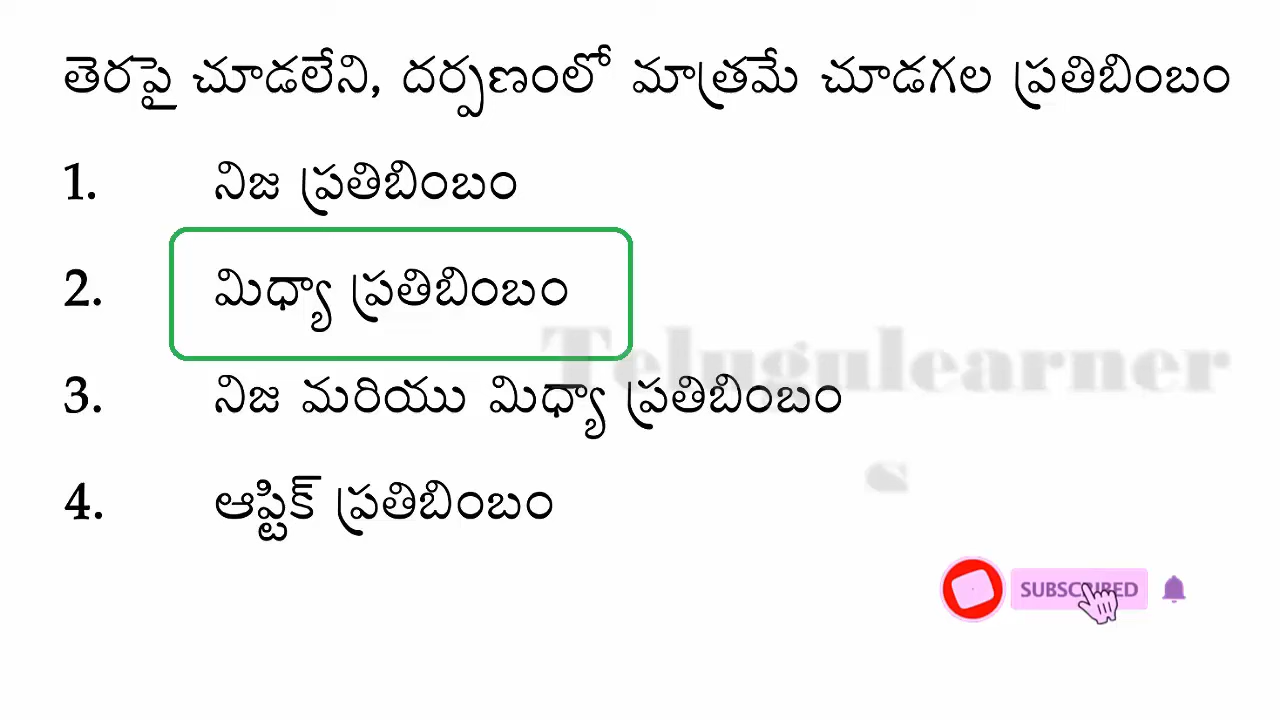 తెరపై చూడలేని, దర్పణంలో మాత్రమే చూడగల ప్రతిబింబం
1. నిజ ప్రతిబింబం
2. మిధ్యా ప్రతిబింబం
3. నిజ మరియు మిధ్యా ప్రతిబింబం
4. ఆప్టిక్ ప్రతిబింబం
Telugulearner
s
SUBSCRIBED